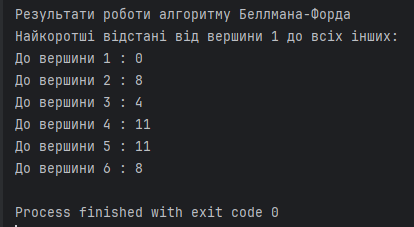 Результати роботи алгоритму Беллмана-Форда
Найкоротші відстані від вершини 1 до всіх інших:
До вершини 1 : 0
До вершини 2 : 8
До вершини 3 : 4
До вершини 4 : 11
До вершини 5 : 11
До вершини 6 : 8
Process finished with exit code 0